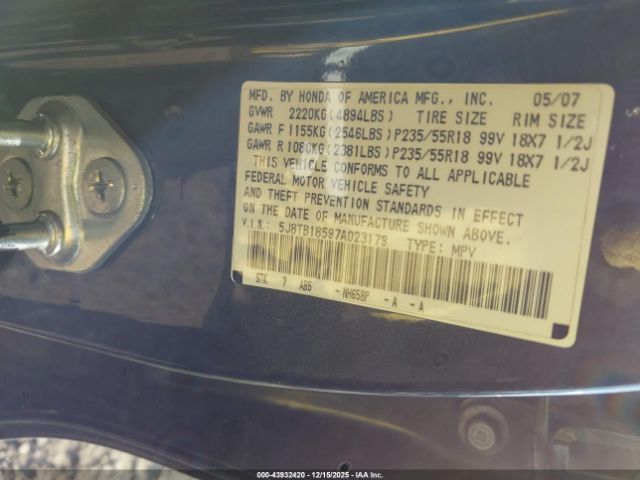 MFD. BY HONDA OF AMERICA MFG., INC. 05/07
GVWR 2220KG(4894LBS) TIRE SIZE RIM SIZE
GAWR F 1155KG(2546LBS)P235/55R18 99V 18X7 1/2J
GAWR R 1080KG(2381LBS)P235/55R18 99V 18X7 1/2J
THIS VEHICLE CONFORMS TO ALL APPLICABLE
FEDERAL MOTOR VEHICLE SAFETY
AND THEFT PREVENTION STANDARDS IN EFFECT
ON THE DATE OF MANUFACTURE SHOWN ABOVE.
V.I.N.: 5J8TB18597A023179 TYPE: MPV
STK 7 AB5 -NH658P -A -A
000-43932420 - 12/15/2025 - COPYRIGHT © IAA, LLC